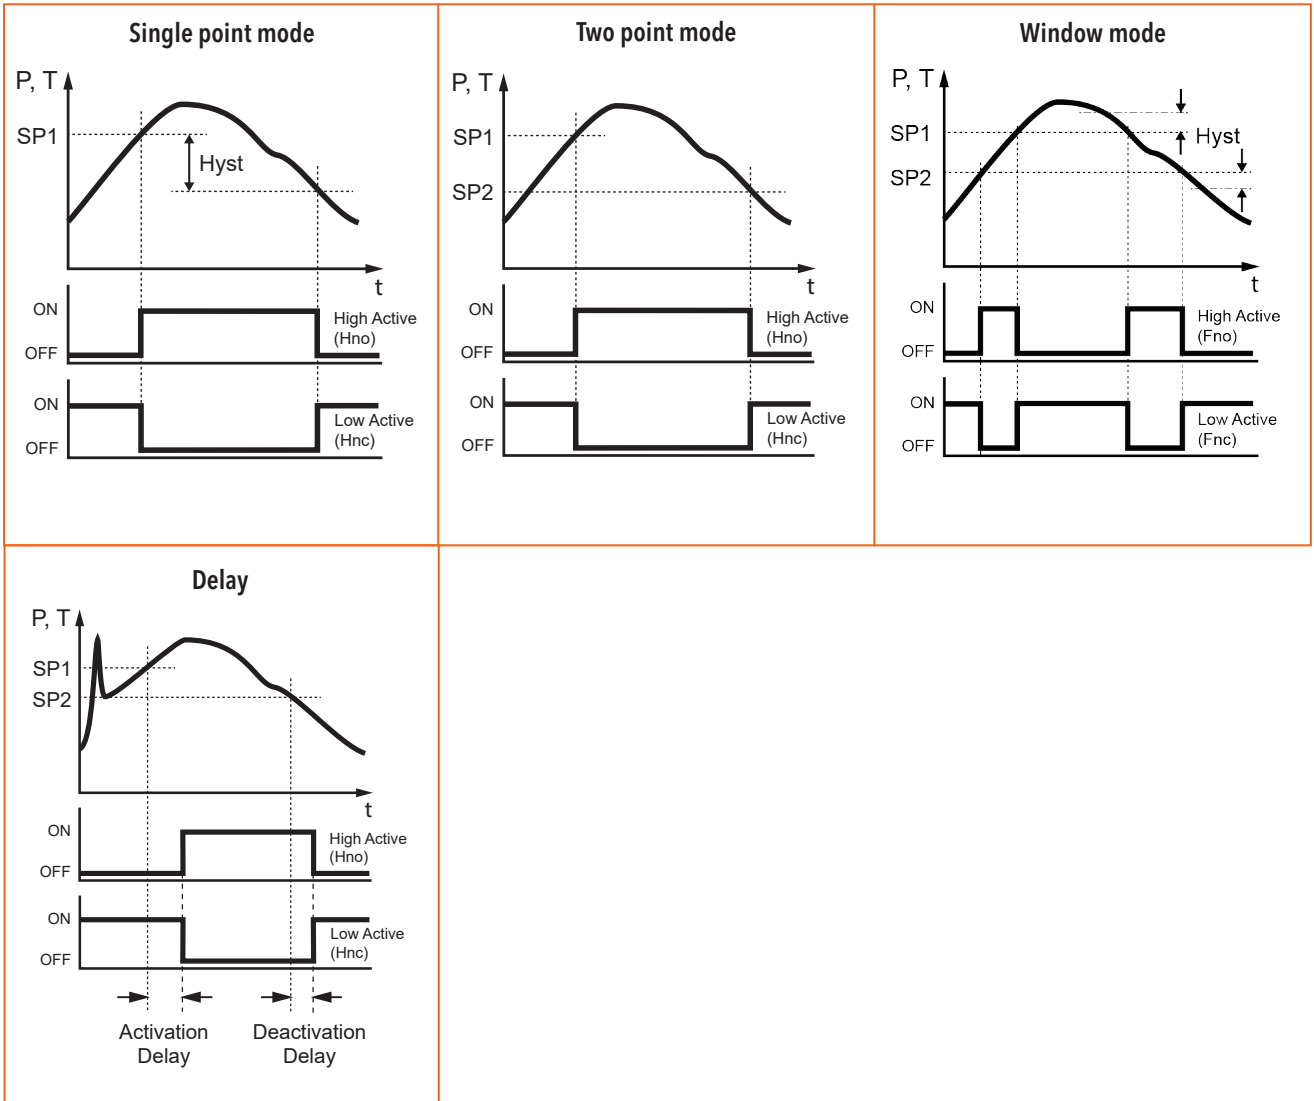 Single point mode
P, T
SP1
Hyst
t
ON
High Active
(Hno)
OFF
ON
Low Active
(Hnc)
OFF
Two point mode
P, T
SP1
SP2
t
ON
High Active
(Hno)
OFF
ON
Low Active
(Hnc)
OFF
Window mode
P, T
SP1
Hyst
SP2
t
ON
High Active
(Fno)
OFF
ON
Low Active
(Fnc)
OFF
Delay
P, T
SP1
SP2
t
ON
High Active
(Hno)
OFF
ON
Low Active
(Hnc)
OFF
Activation
Delay
Deactivation
Delay